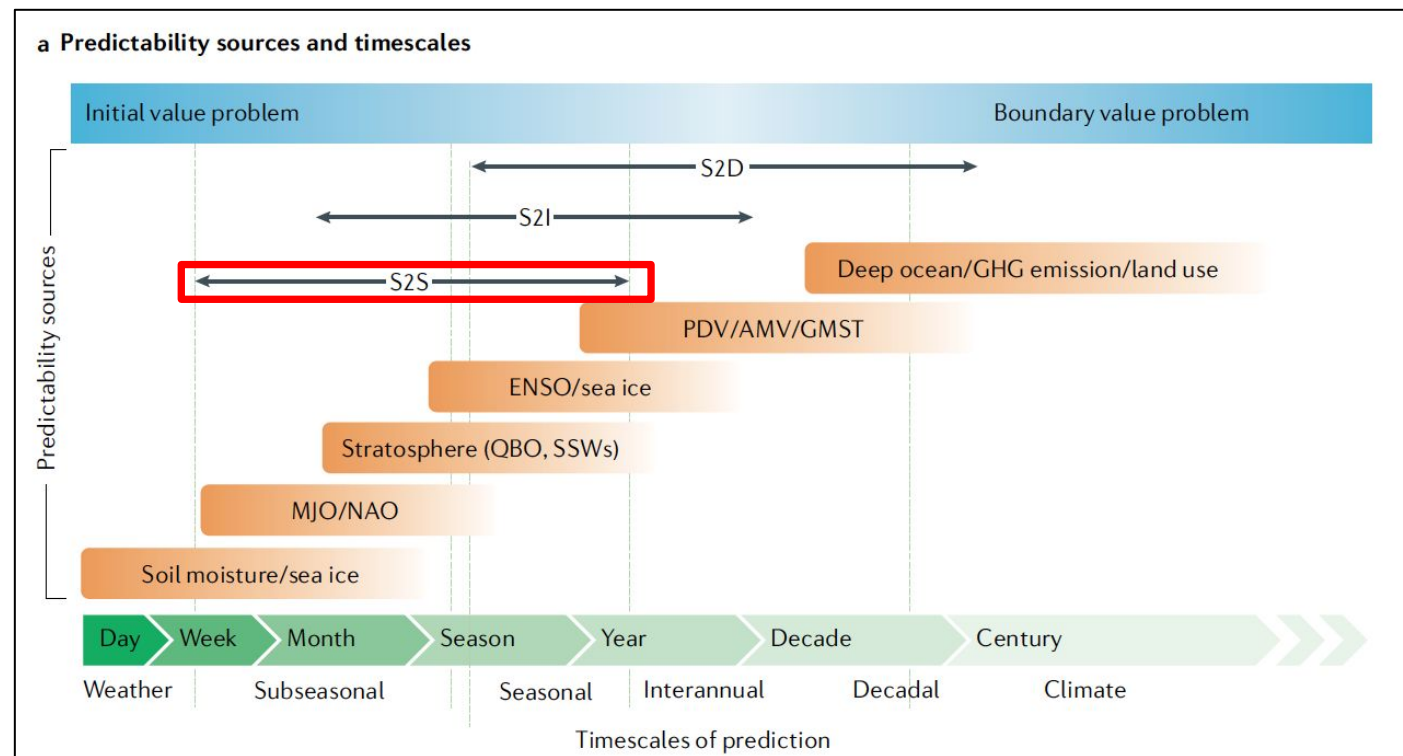 a Predictability sources and timescales
Initial value problem
Boundary value problem
Predictability sources
S2D
S2I
S2S
Deep ocean/GHG emission/land use
PDV/AMV/GMST
ENSO/sea ice
Stratosphere (QBO, SSWs)
MJO/NAO
Soil moisture/sea ice
Day Week Month Season Year Decade Century
Weather Subseasonal Seasonal Interannual Decadal Climate
Timescales of prediction